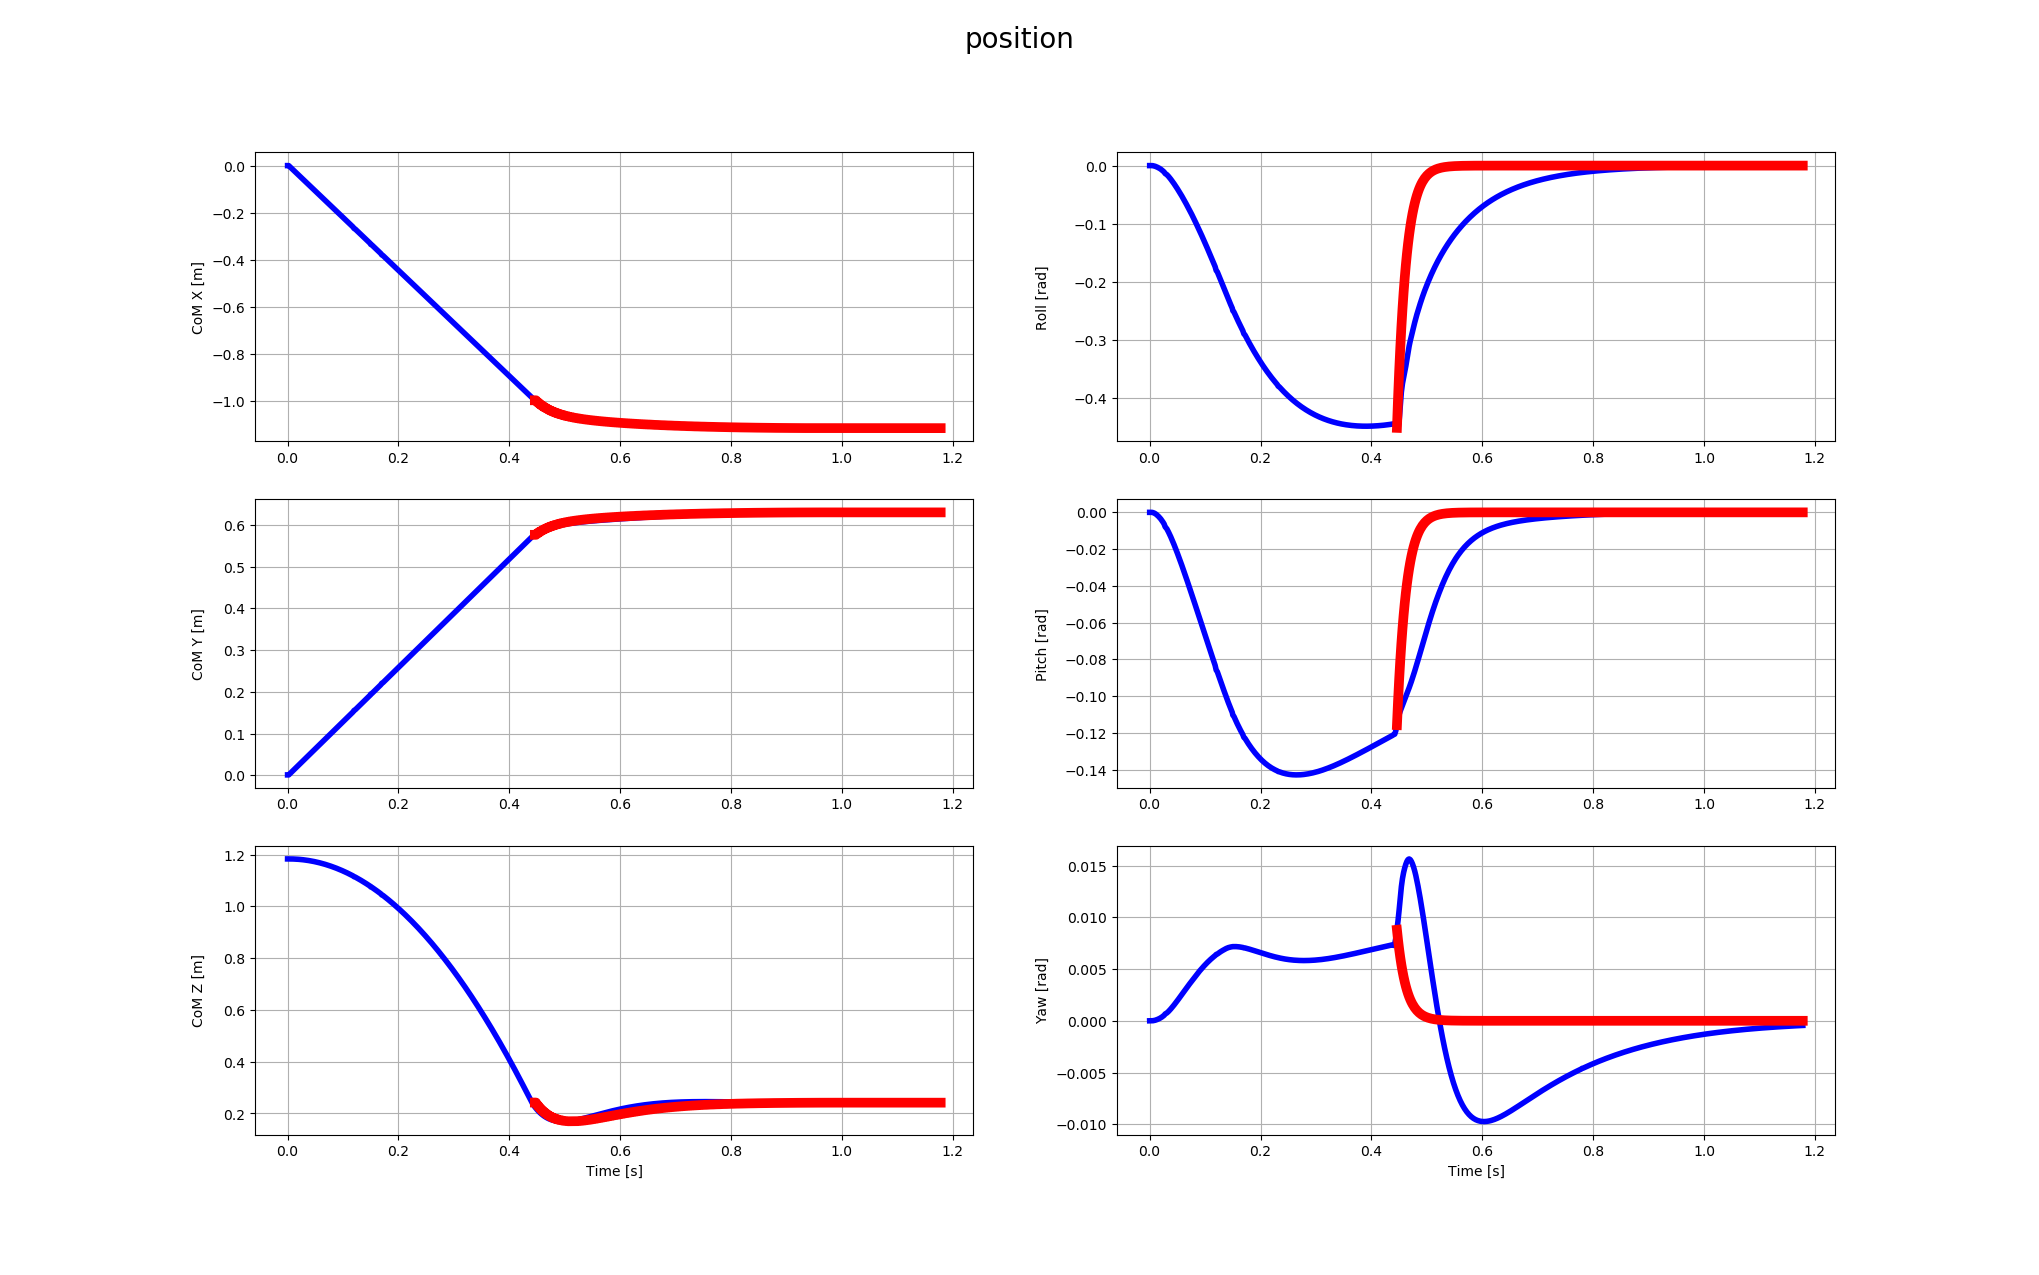 position
CoM X [m]
0.0
−0.2
−0.4
−0.6
−0.8
−1.0
0.0 0.2 0.4 0.6 0.8 1.0 1.2
Roll [rad]
0.0
−0.1
−0.2
−0.3
−0.4
0.0 0.2 0.4 0.6 0.8 1.0 1.2
CoM Y [m]
0.6
0.5
0.4
0.3
0.2
0.1
0.0
0.0 0.2 0.4 0.6 0.8 1.0 1.2
Pitch [rad]
0.00
−0.02
−0.04
−0.06
−0.08
−0.10
−0.12
−0.14
0.0 0.2 0.4 0.6 0.8 1.0 1.2
CoM Z [m]
1.2
1.0
0.8
0.6
0.4
0.2
0.0 0.2 0.4 0.6 0.8 1.0 1.2
Time [s]
Yaw [rad]
0.015
0.010
0.005
0.000
−0.005
−0.010
0.0 0.2 0.4 0.6 0.8 1.0 1.2
Time [s]